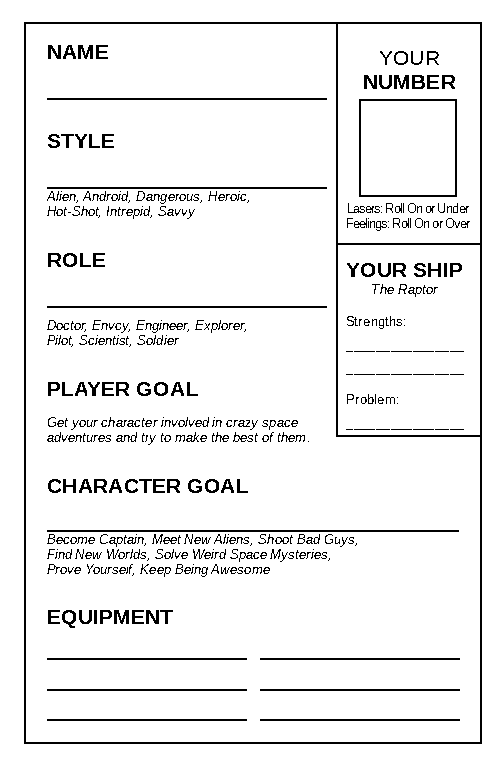 NAME
STYLE
Alien, Android, Dangerous, Heroic,
Hot-Shot, Intrepid, Savvy
ROLE
Doctor, Envoy, Engineer, Explorer,
Pilot, Scientist, Soldier
PLAYER GOAL
Get your character involved in crazy space
adventures and try to make the best of them.
YOUR
NUMBER
Lasers: Roll On or Under
Feelings: Roll On or Over
YOUR SHIP
The Raptor
Strengths:
Problem:
CHARACTER GOAL
Become Captain, Meet New Aliens, Shoot Bad Guys,
Find New Worlds, Solve Weird Space Mysteries,
Prove Yourself, Keep Being Awesome
EQUIPMENT